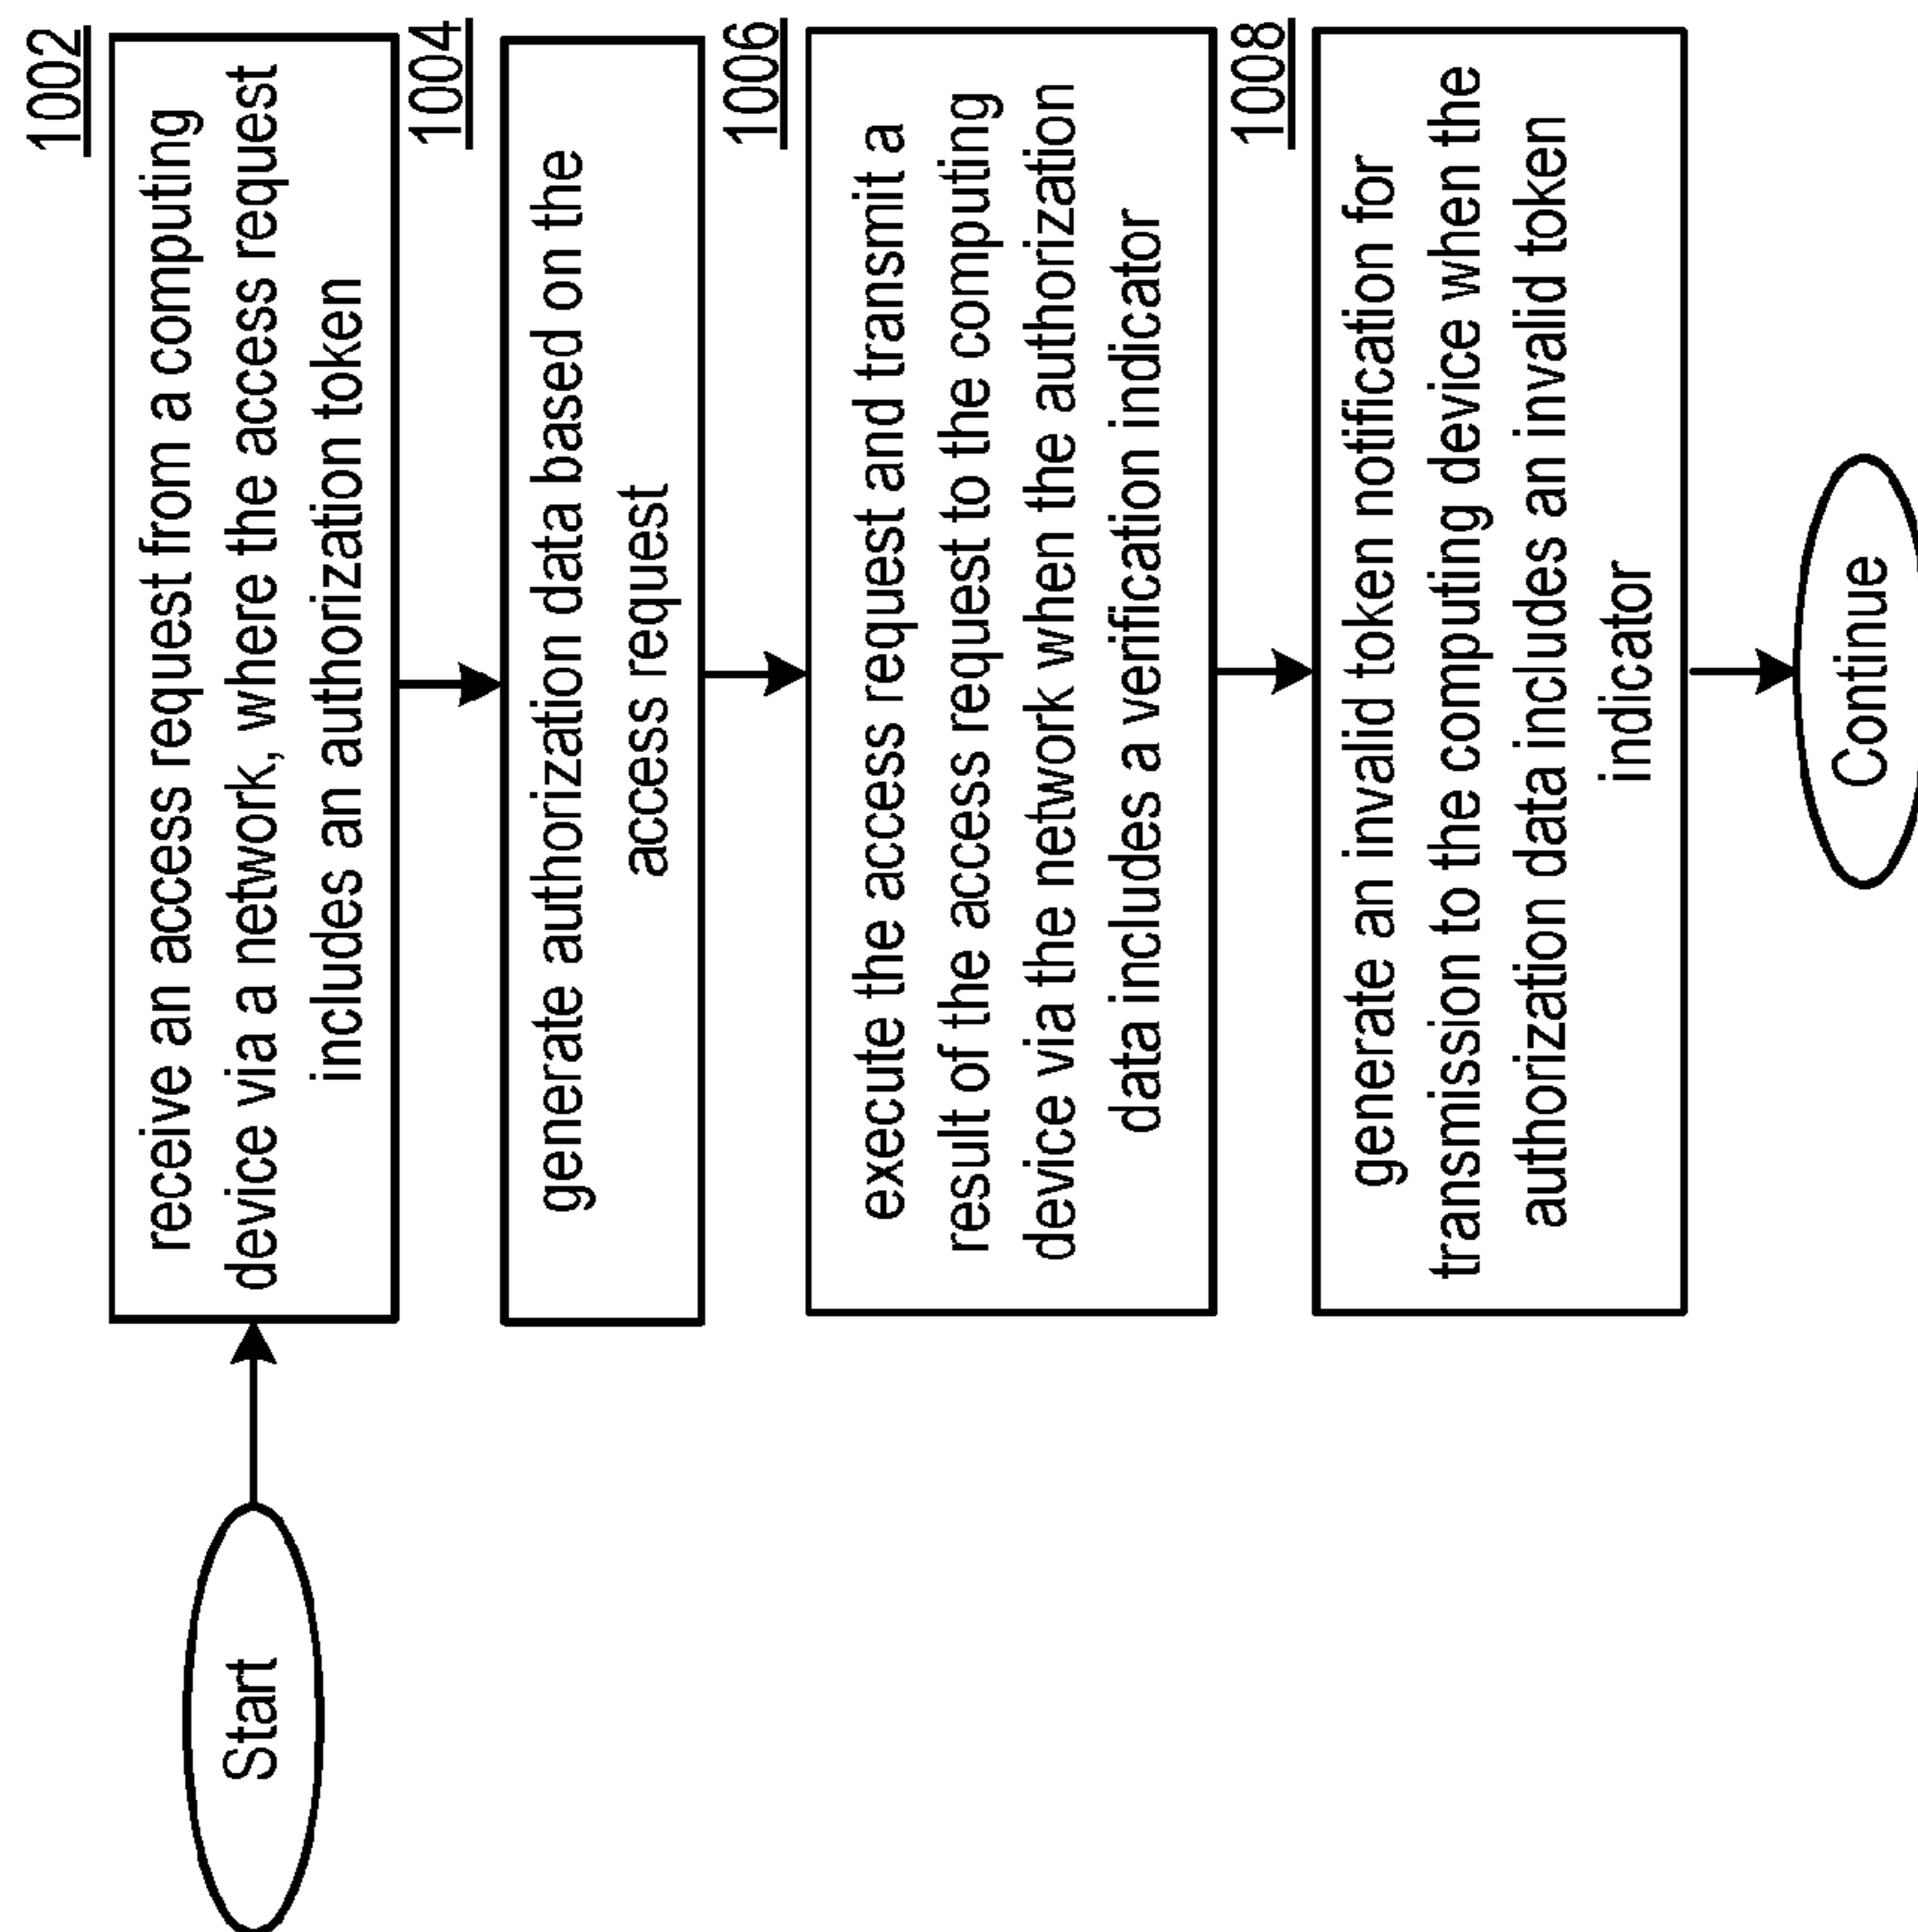 Start
1002
receive an access request from a computing
device via a network, where the access request
includes an authorization token
1004
generate authorization data based on the
access request
1006
execute the access request and transmit a
result of the access request to the computing
device via the network when the authorization
data includes a verification indicator
1008
generate an invalid token notification for
transmission to the computing device when the
authorization data includes an invalid token
indicator
Continue